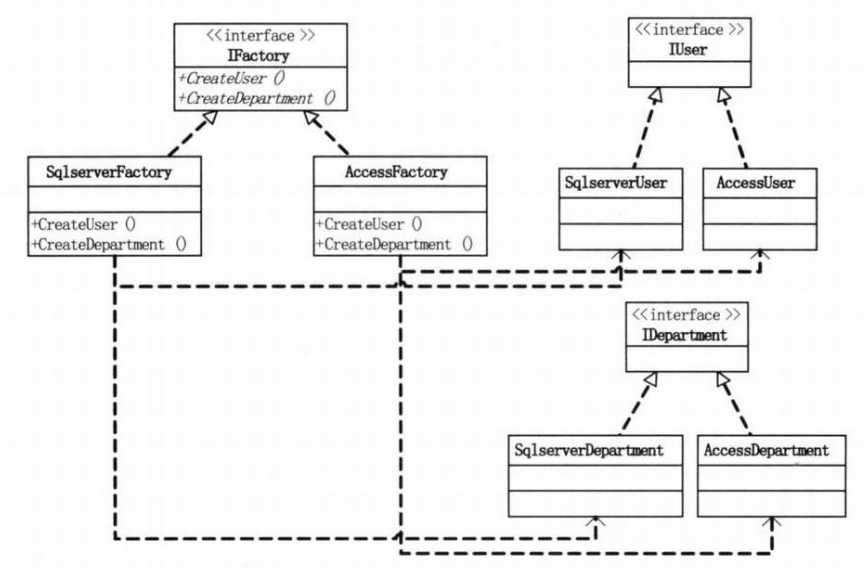 <<interface >>
IFactory
+CreateUser ()
+CreateDepartment ()
<<interface >>
IUser
SqlserverFactory
+CreateUser ()
+CreateDepartment ()
AccessFactory
+CreateUser ()
+CreateDepartment ()
SqlserverUser
AccessUser
<<interface >>
IDepartment
SqlserverDepartment
AccessDepartment